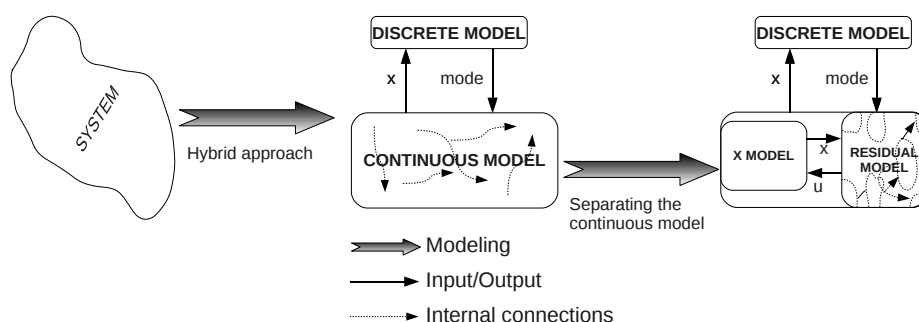 SYSTEM
Hybrid approach
DISCRETE MODEL
x
mode
CONTINUOUS MODEL
Separating the
continuous model
DISCRETE MODEL
x
mode
X MODEL
x
u
RESIDUAL
MODEL
Modeling
Input/Output
Internal connections